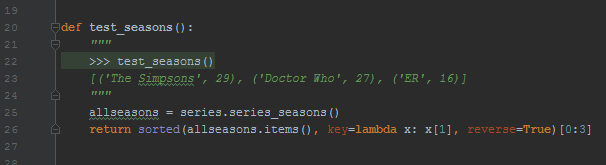 19
20 def test_seasons():
21     """
22     >>> test_seasons()
23     [('The Simpsons', 29), ('Doctor Who', 27), ('ER', 16)]
24     """
25     allseasons = series.series_seasons()
26     return sorted(allseasons.items(), key=lambda x: x[1], reverse=True)[0:3]
27
28